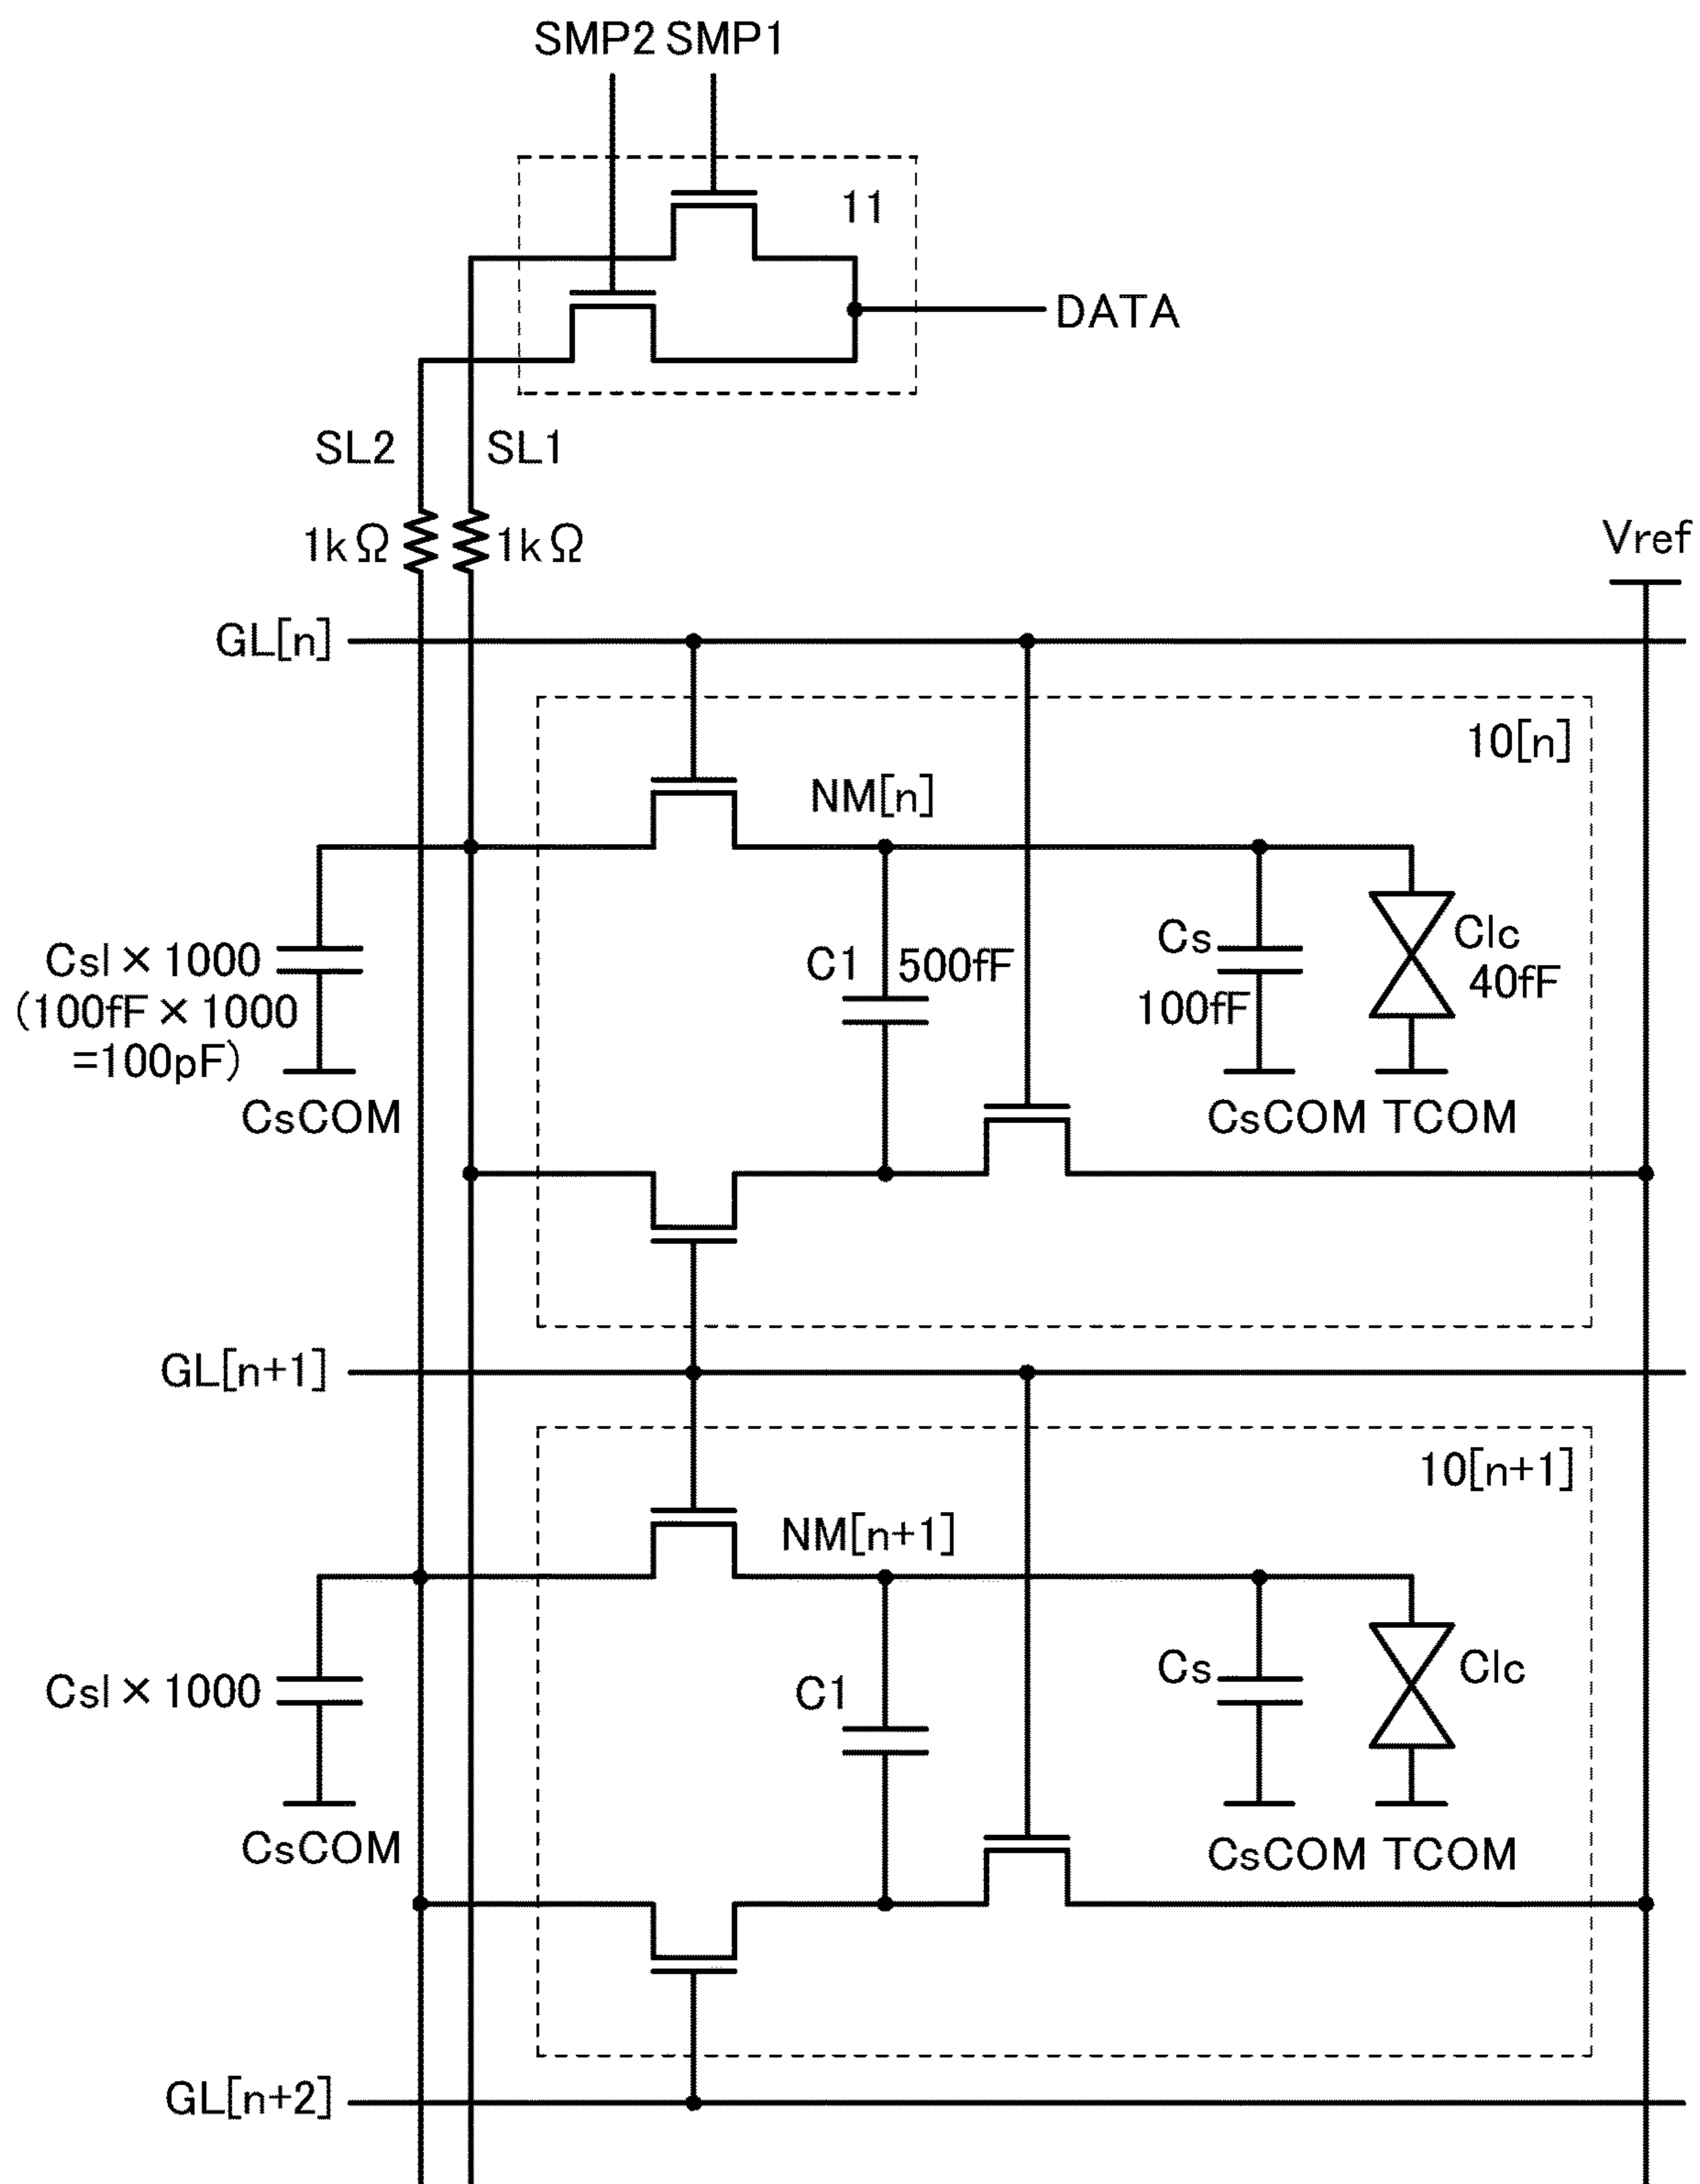 SMP2 SMP1
11
DATA
SL2 SL1
1kΩ 1kΩ
Vref
GL[n]
10[n]
NM[n]
Csl × 1000
(100fF × 1000
=100pF)
CsCOM
C1 500fF
Cs
100fF
Clc
40fF
CsCOM TCOM
GL[n+1]
10[n+1]
NM[n+1]
Csl × 1000
CsCOM
C1
Cs
Clc
CsCOM TCOM
GL[n+2]